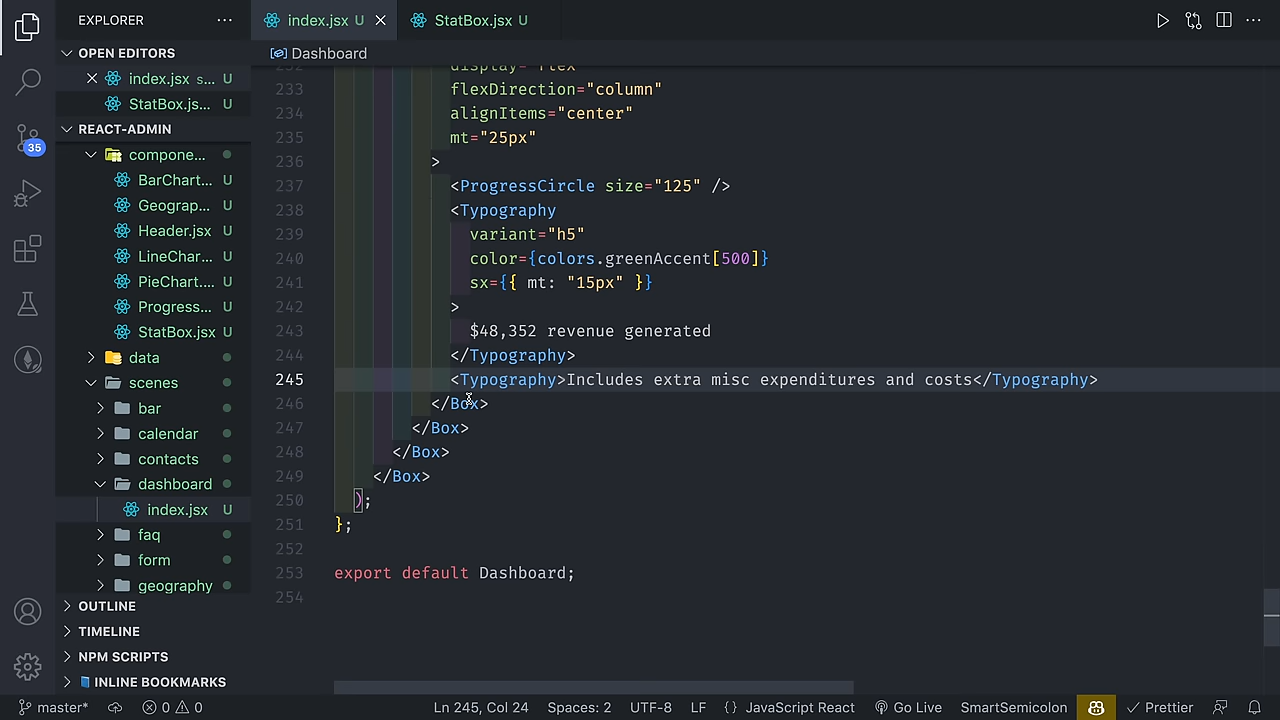 EXPLORER
OPEN EDITORS
index.jsx s... U
StatBox.js... U
REACT-ADMIN
compone...
BarChart... U
Geograp... U
Header.jsx U
LineChar... U
PieChart.... U
Progress... U
StatBox.jsx U
data
scenes
bar
calendar
contacts
dashboard
index.jsx U
faq
form
geography
OUTLINE
TIMELINE
NPM SCRIPTS
INLINE BOOKMARKS
35
index.jsx U
StatBox.jsx U
Dashboard
232 display="flex"
233 flexDirection="column"
234 alignItems="center"
235 mt="25px"
236 >
237 <ProgressCircle size="125" />
238 <Typography
239 variant="h5"
240 color={colors.greenAccent[500]}
241 sx={{ mt: "15px" }}
242 >
243 $48,352 revenue generated
244 </Typography>
245 <Typography>Includes extra misc expenditures and costs</Typography>
246 </Box>
247 </Box>
248 </Box>
249 </Box>
250 );
251 };
252
253 export default Dashboard;
254
master* 0 0 Ln 245, Col 24 Spaces: 2 UTF-8 LF {} JavaScript React Go Live SmartSemicolon Prettier